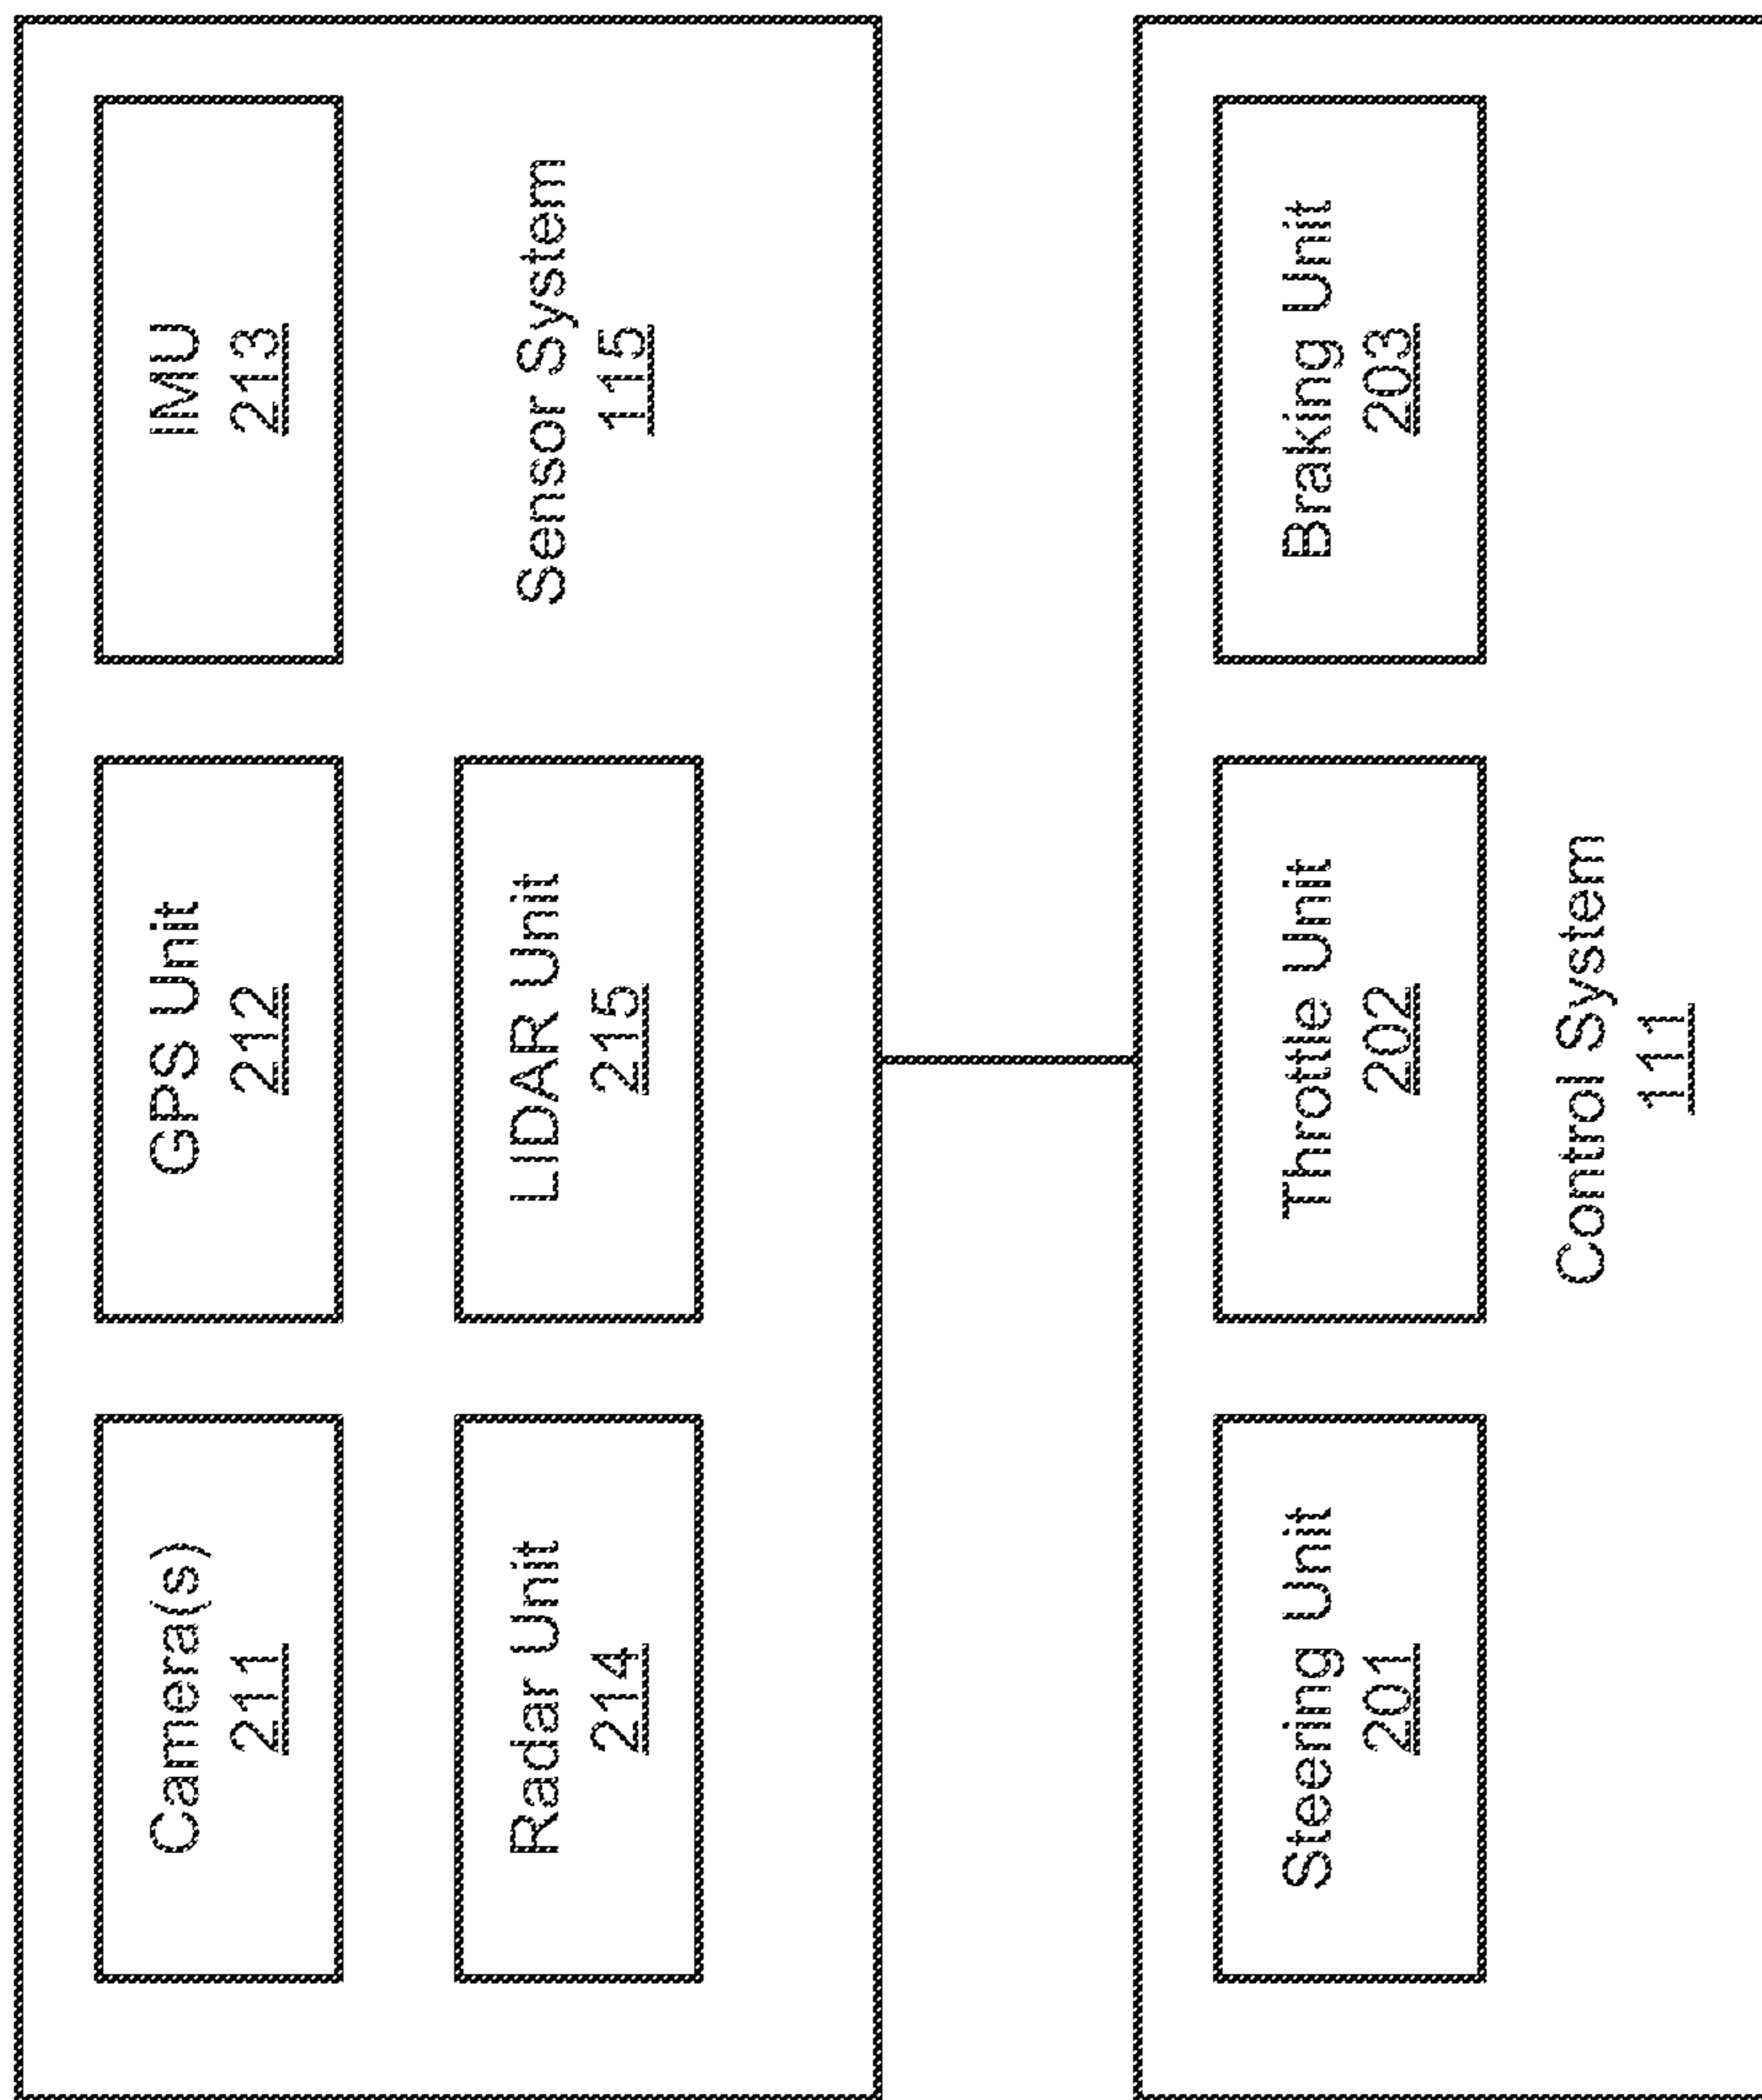 Camera(s)
211
GPS Unit
212
IMU
213
Radar Unit
214
LIDAR Unit
215
Sensor System
115
Steering Unit
201
Throttle Unit
202
Braking Unit
203
Control System
111